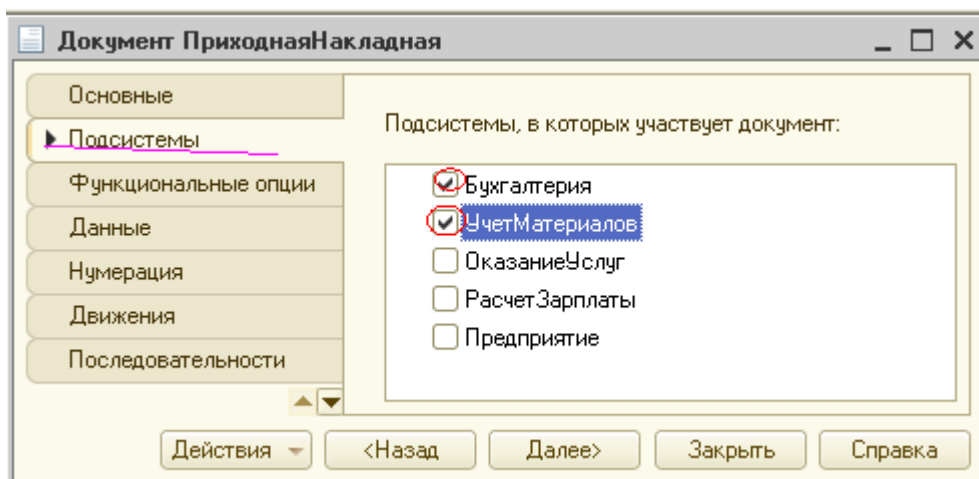 Документ ПриходнаяНакладная
Основные
Подсистемы
Функциональные опции
Данные
Нумерация
Движения
Последовательности
Подсистемы, в которых участвует документ:
Бухгалтерия
УчетМатериалов
ОказаниеУслуг
РасчетЗарплаты
Предприятие
Действия <Назад Далее> Закрыть Справка